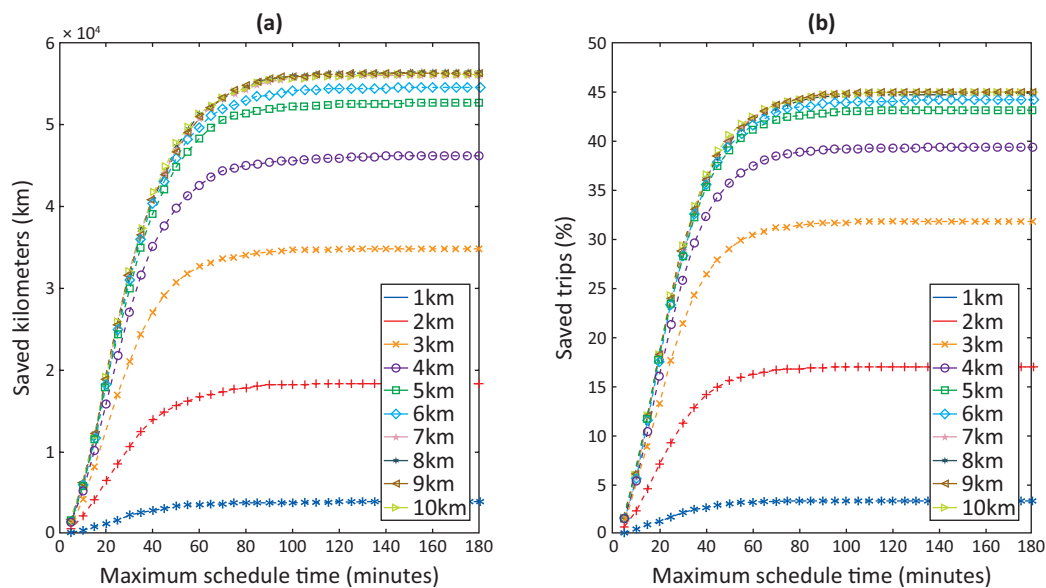 (a)
× 10⁴
6
5
4
3
2
1
0
0 20 40 60 80 100 120 140 160 180
Saved kilometers (km)
Maximum schedule time (minutes)
1km
2km
3km
4km
5km
6km
7km
8km
9km
10km
(b)
50
45
40
35
30
25
20
15
10
5
0
0 20 40 60 80 100 120 140 160 180
Saved trips (%)
Maximum schedule time (minutes)
1km
2km
3km
4km
5km
6km
7km
8km
9km
10km